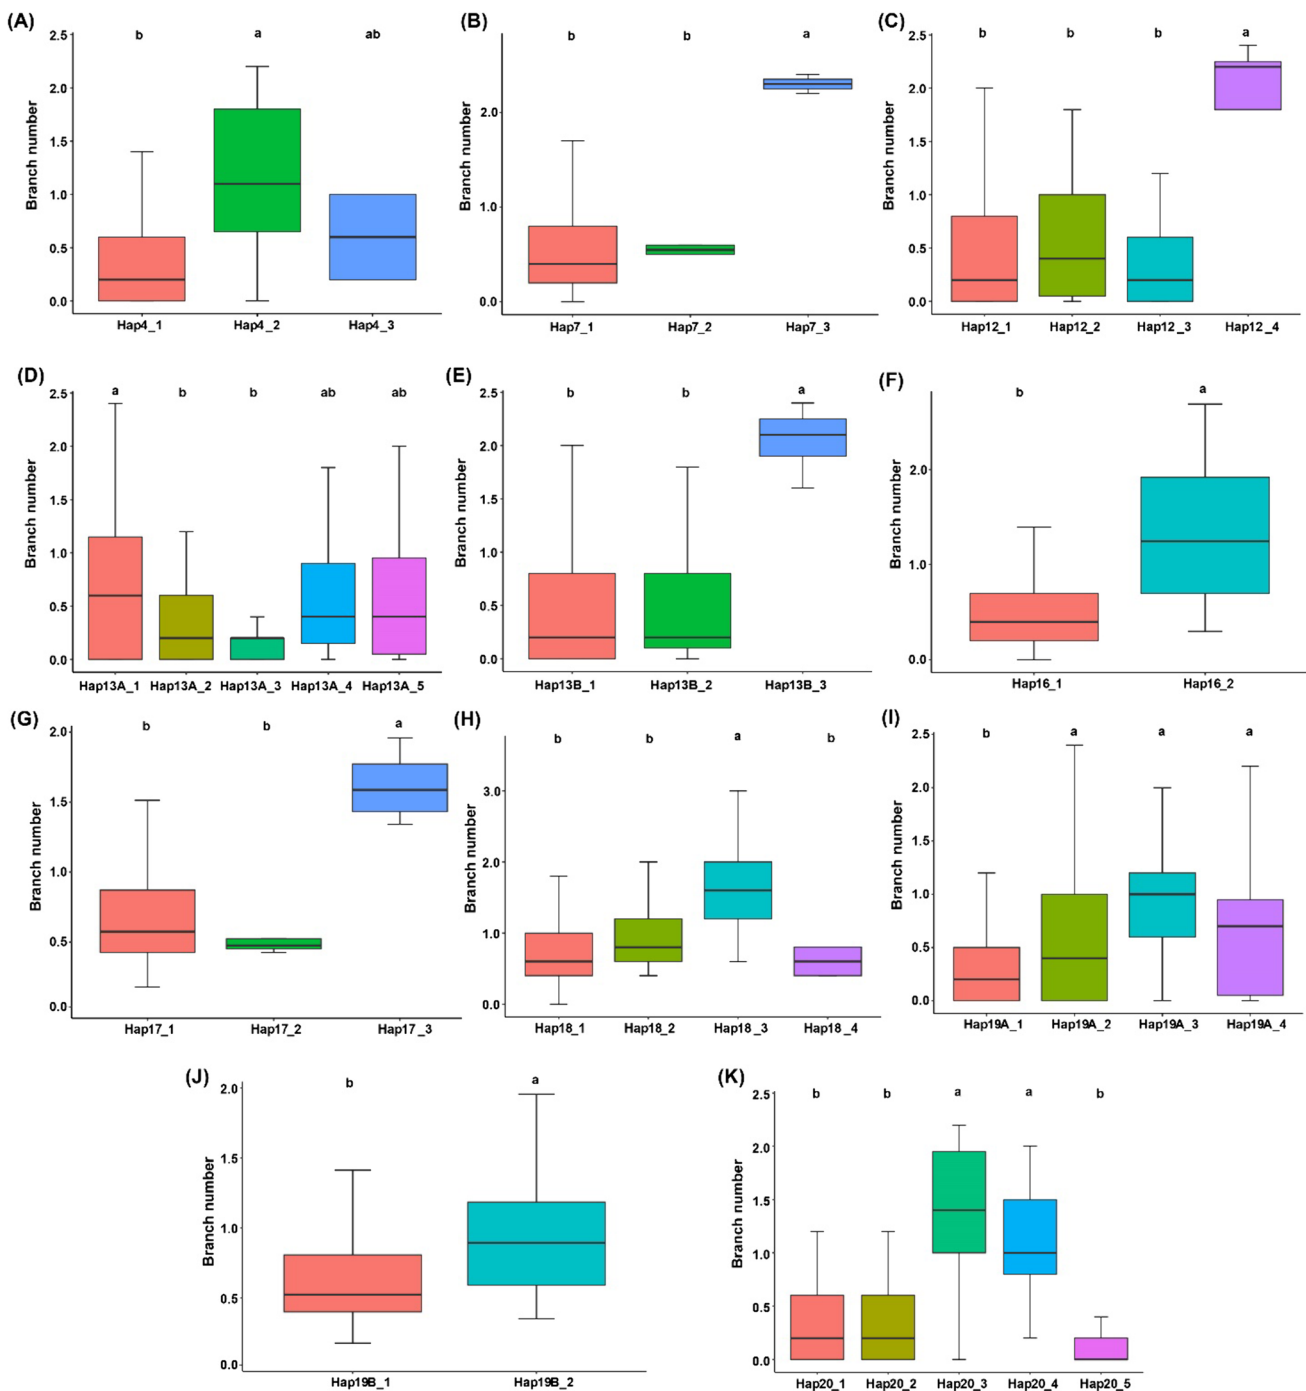 (A)
b a ab
2.5
2.0
1.5
1.0
0.5
0.0
Branch number
Hap4_1 Hap4_2 Hap4_3
(B)
b b a
2.0
1.0
0.0
Branch number
Hap7_1 Hap7_2 Hap7_3
(C)
b b b a
2.5
2.0
1.5
1.0
0.5
0.0
Branch number
Hap12_1 Hap12_2 Hap12_3 Hap12_4
(D)
a b b ab ab
2.5
2.0
1.5
1.0
0.5
0.0
Branch number
Hap13A_1 Hap13A_2 Hap13A_3 Hap13A_4 Hap13A_5
(E)
b b a
2.5
2.0
1.5
1.0
0.5
0.0
Branch number
Hap13B_1 Hap13B_2 Hap13B_3
(F)
b a
2.0
1.0
0.0
Branch number
Hap16_1 Hap16_2
(G)
b b a
2.0
1.5
1.0
0.5
0.0
Branch number
Hap17_1 Hap17_2 Hap17_3
(H)
b b a b
3.0
2.0
1.0
0.0
Branch number
Hap18_1 Hap18_2 Hap18_3 Hap18_4
(I)
b a a a
2.5
2.0
1.5
1.0
0.5
0.0
Branch number
Hap19A_1 Hap19A_2 Hap19A_3 Hap19A_4
(J)
b a
2.0
1.5
1.0
0.5
0.0
Branch number
Hap19B_1 Hap19B_2
(K)
b b a a b
2.5
2.0
1.5
1.0
0.5
0.0
Branch number
Hap20_1 Hap20_2 Hap20_3 Hap20_4 Hap20_5